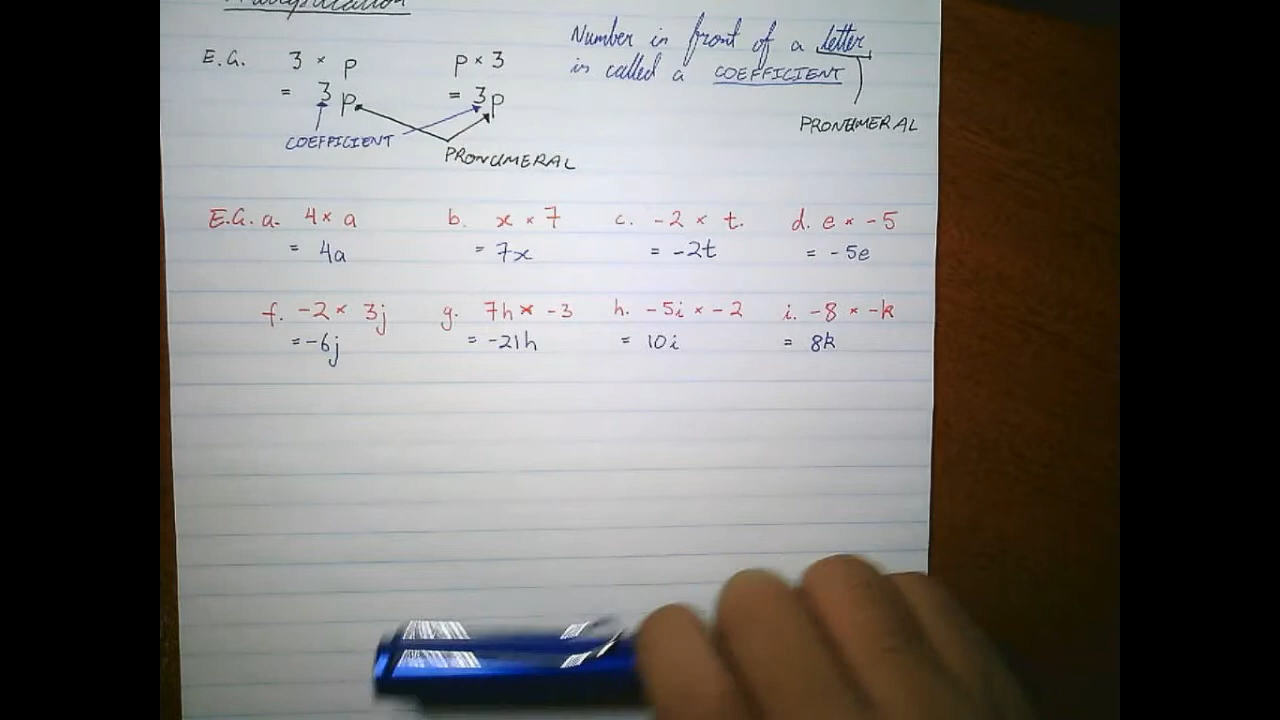 Multiplication
Number in front of a letter,
is called a COEFFICIENT
PRONUMERAL
E.G. 3 × p p × 3
= 3p = 3p
COEFFICIENT
PRONUMERAL
E.G. a. 4 × a b. x × 7 c. -2 × t. d. e × -5
= 4a = 7x = -2t = -5e
f. -2 × 3j g. 7h × -3 h. -5i × -2 i. -8 × -k
= -6j = -21h = 10i = 8k